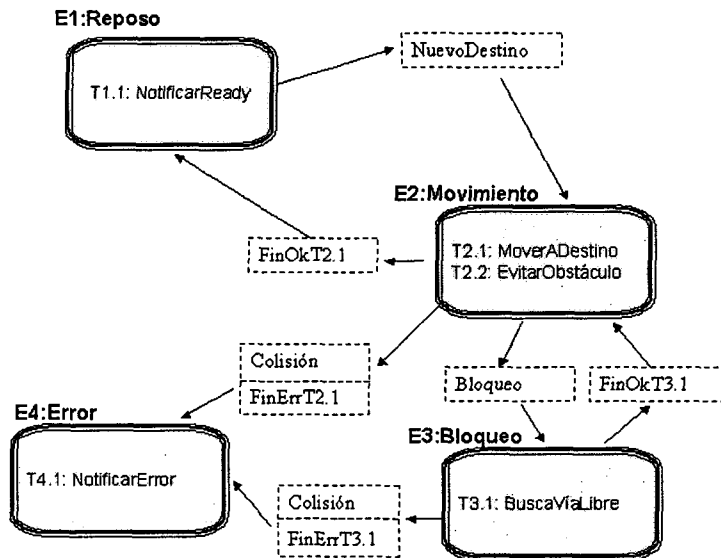 E1:Reposo
NuevoDestino
T1.1: NotificarReady
E2:Movimiento
T2.1: MoverADestino
T2.2: EvitarObstáculo
FinOkT2.1
Colisión
FinErrT2.1
Bloqueo
FinOkT3.1
E4:Error
E3:Bloqueo
T4.1: NotificarError
T3.1: BuscaVíaLibre
Colisión
FinErrT3.1